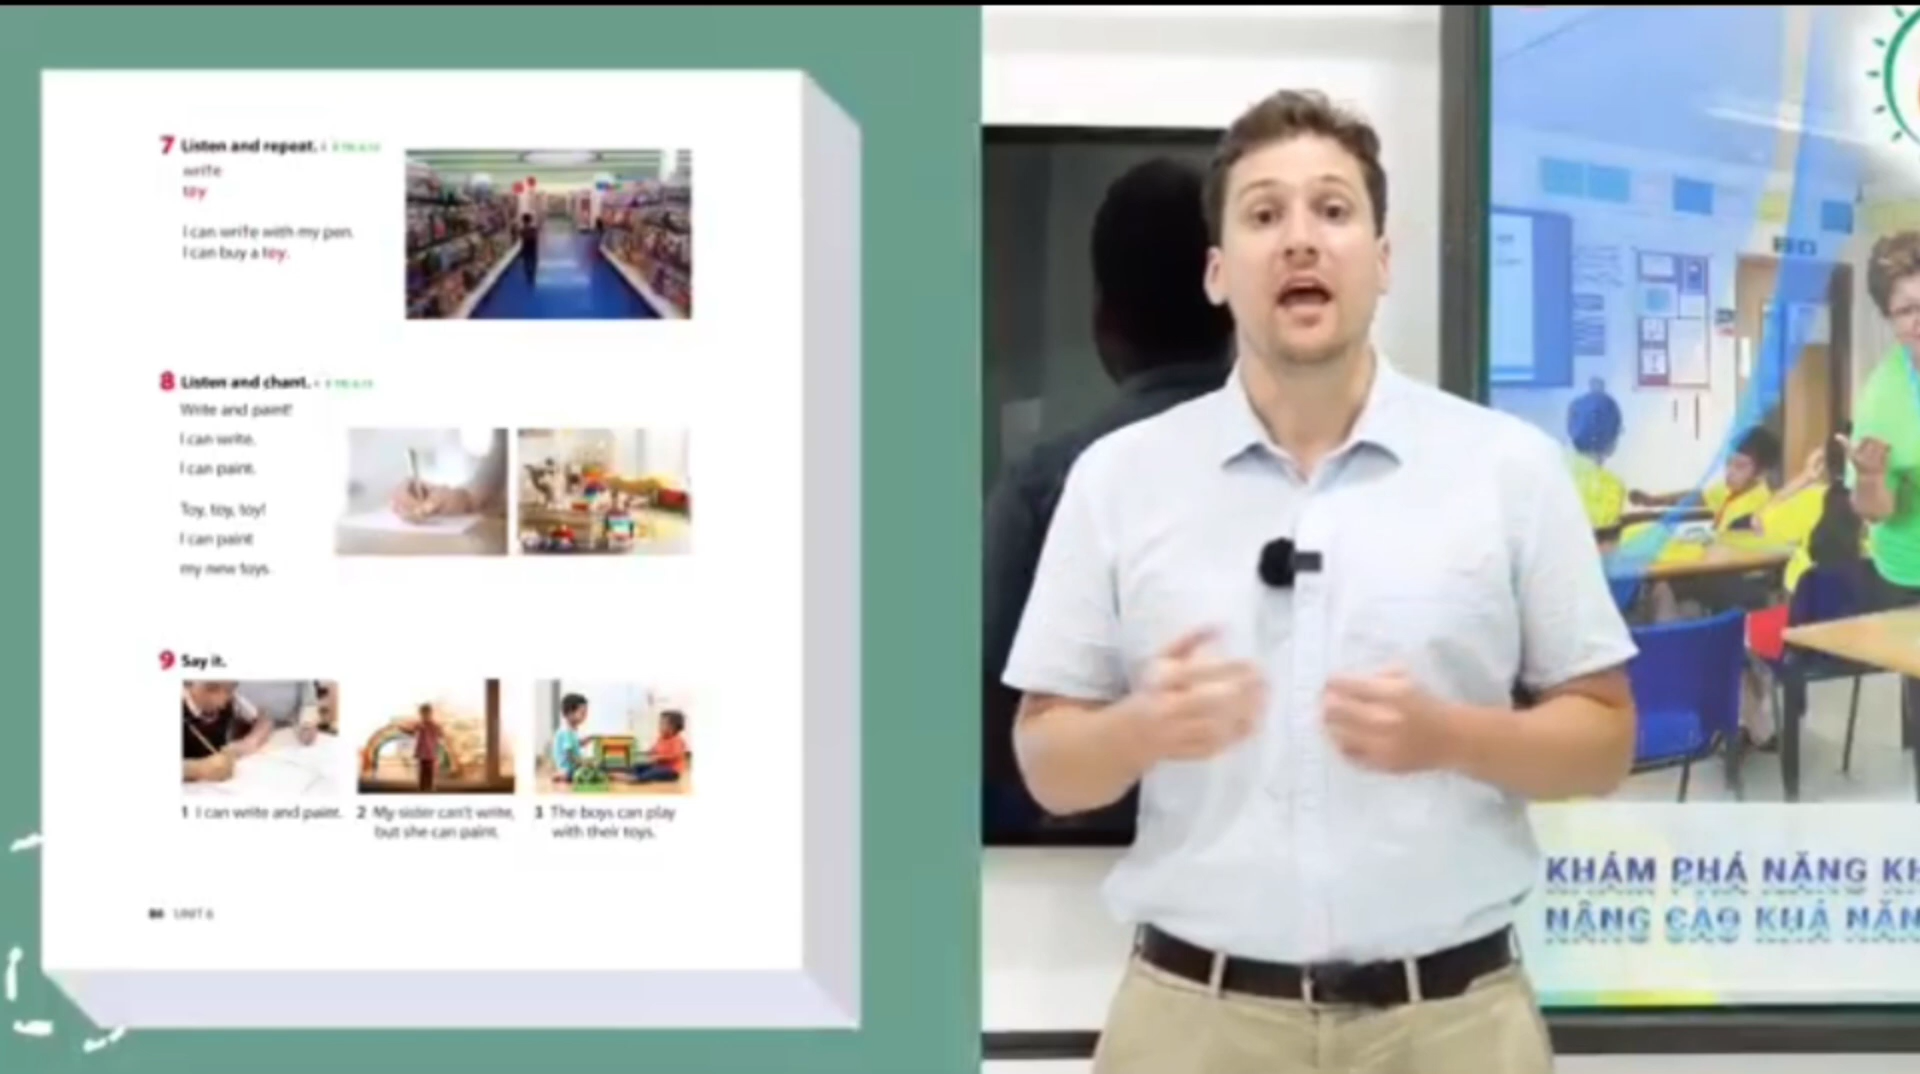 7 Listen and repeat.
write
toy
I can write with my pen.
I can buy a toy.
8 Listen and chant.
Write and paint!
I can write.
I can paint.
Toy, toy, toy!
I can paint
my new toys.
9 Say it.
1 I can write and paint.
2 My sister can't write,
but she can paint.
3 The boys can play
with their toys.
UNIT 6
KHÁM PHÁ NĂNG
NÂNG CAO KHẢ